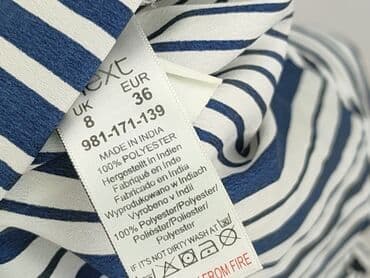 next
UK EUR
8 36
981-171-139
MADE IN INDIA
100% POLYESTER
Hergestellt in Indien
Fabriqué en Inde
Fabricado en India
Wyprodukowano w Indiach
Vyrobeno v Indii
100% Polyester/Polyester/
Poliéster/Poliester/
Polyester
IF IT'S NOT DIRTY WASH AT
FROM FIRE